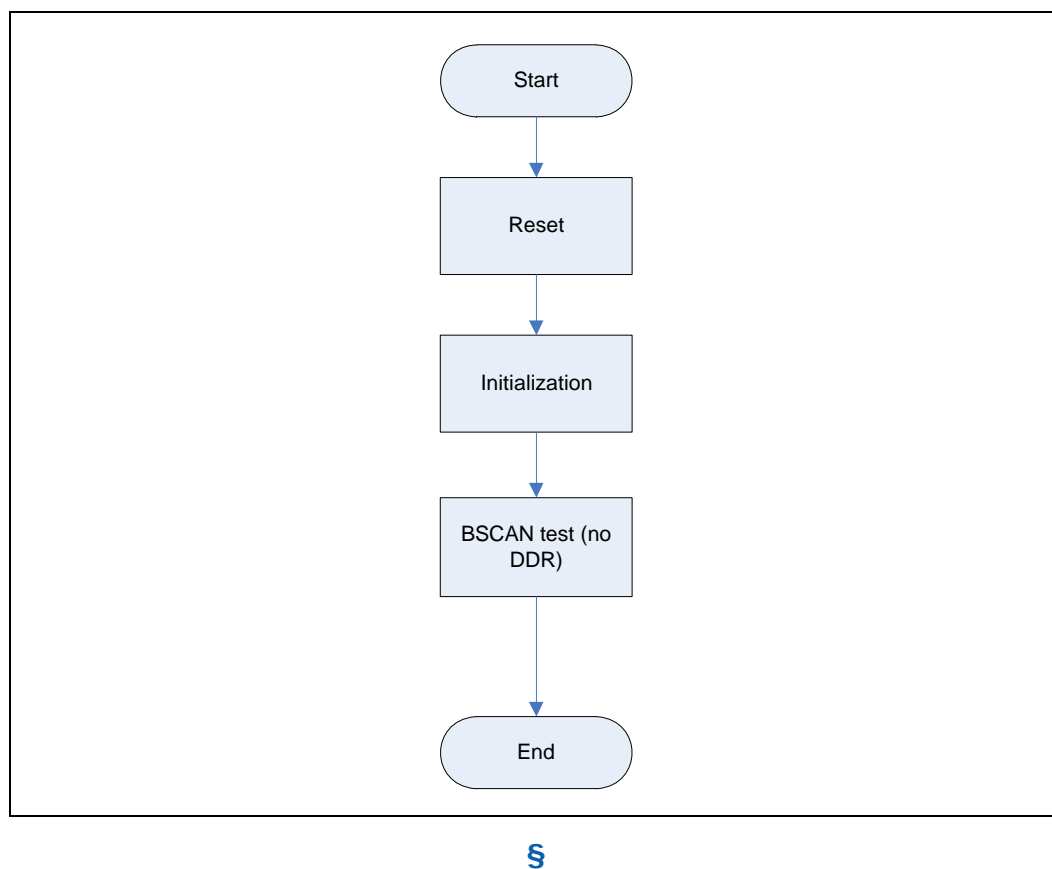 Start
Reset
Initialization
BSCAN test (no
DDR)
End
§